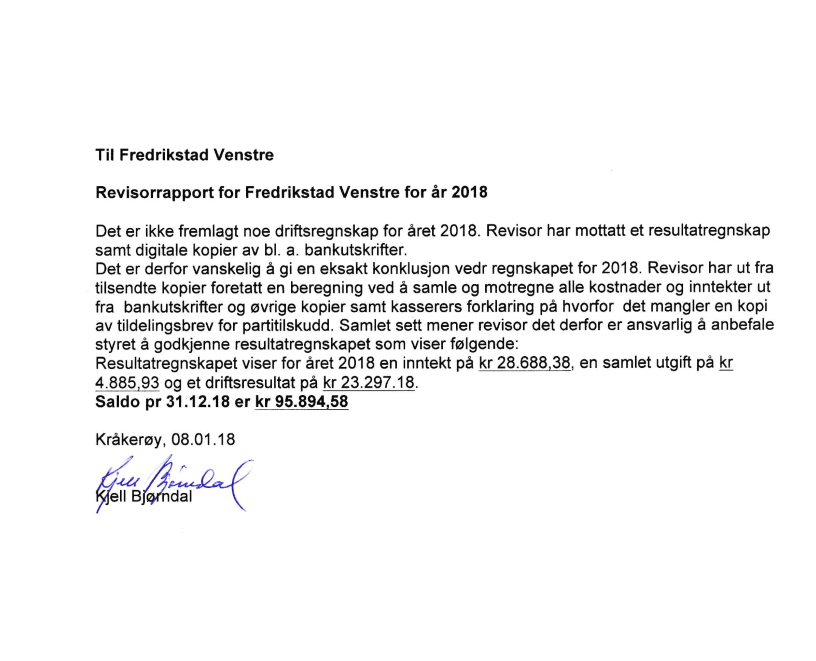 Til Fredrikstad Venstre
Revisorrapport for Fredrikstad Venstre for år 2018
Det er ikke fremlagt noe driftsregnskap for året 2018. Revisor har mottatt et resultatregnskap
samt digitale kopier av bl. a. bankutskrifter.
Det er derfor vanskelig å gi en eksakt konklusjon vedr regnskapet for 2018. Revisor har ut fra
tilsendte kopier foretatt en beregning ved å samle og motregne alle kostnader og inntekter ut
fra  bankutskrifter og øvrige kopier samt kasserers forklaring på hvorfor  det mangler en kopi
av tildelingsbrev for partitilskudd. Samlet sett mener revisor det derfor er ansvarlig å anbefale
styret å godkjenne resultatregnskapet som viser følgende:
Resultatregnskapet viser for året 2018 en inntekt på kr 28.688,38, en samlet utgift på kr
4.885,93 og et driftsresultat på kr 23.297.18.
Saldo pr 31.12.18 er kr 95.894,58
Kråkerøy, 08.01.18
Kjell Bjørndal
Kjell Bjørndal